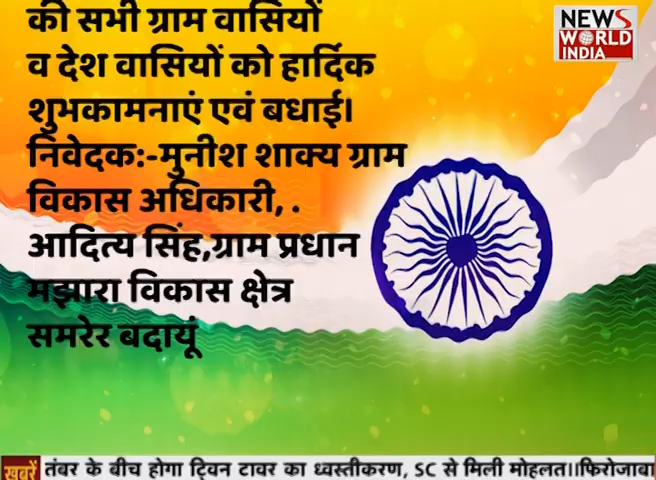 की सभी ग्राम वासियों
व देश वासियों को हार्दिक
शुभकामनाएं एवं बधाई।
निवेदकः-मुनीश शाक्य ग्राम
विकास अधिकारी, .
आदित्य सिंह,ग्राम प्रधान
मझारा विकास क्षेत्र
समरेर बदायूं
NEWS
WORLD
INDIA
खबरें तंबर के बीच होगा ट्विन टावर का ध्वस्तीकरण, SC से मिली मोहलत।।फिरोजाबा